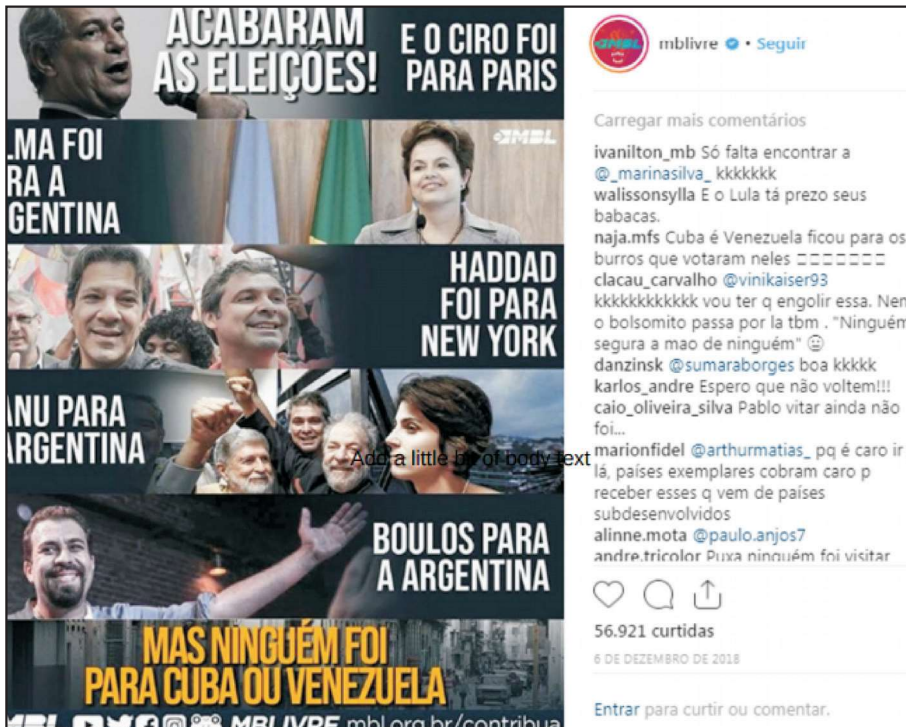 ACABARAM
AS ELEIÇÕES!
E O CIRO FOI
PARA PARIS
.MA FOI
RA A
GENTINA
MBL
HADDAD
FOI PARA
NEW YORK
ANU PARA
ARGENTINA
Add a little bit of body text
BOULOS PARA
A ARGENTINA
MAS NINGUÉM FOI
PARA CUBA OU VENEZUELA
MBL MBLIVRE mbl.org.br/contribua
MBL
mblivre • Seguir
Carregar mais comentários
ivanilton_mb Só falta encontrar a
@_marinasilva_ kkkkkkk
walissonsylla E o Lula tá prezo seus
babacas.
naja.mfs Cuba é Venezuela ficou para os
burros que votaram neles
clacau_carvalho @vinikaiser93
kkkkkkkkkkkk vou ter q engolir essa. Nem
o bolsomito passa por la tbm . "Ninguém
segura a mao de ninguém"
danzinsk @sumaraborges boa kkkkk
karlos_andre Espero que não voltem!!!
caio_oliveira_silva Pablo vitar ainda não
foi...
marionfidel @arthurmatias_ pq é caro ir
lá, países exemplares cobram caro p
receber esses q vem de países
subdesenvolvidos
alinne.mota @paulo.anjos7
andre.tricolor Puxa ninguém foi visitar
56.921 curtidas
6 DE DEZEMBRO DE 2018
Entrar para curtir ou comentar.